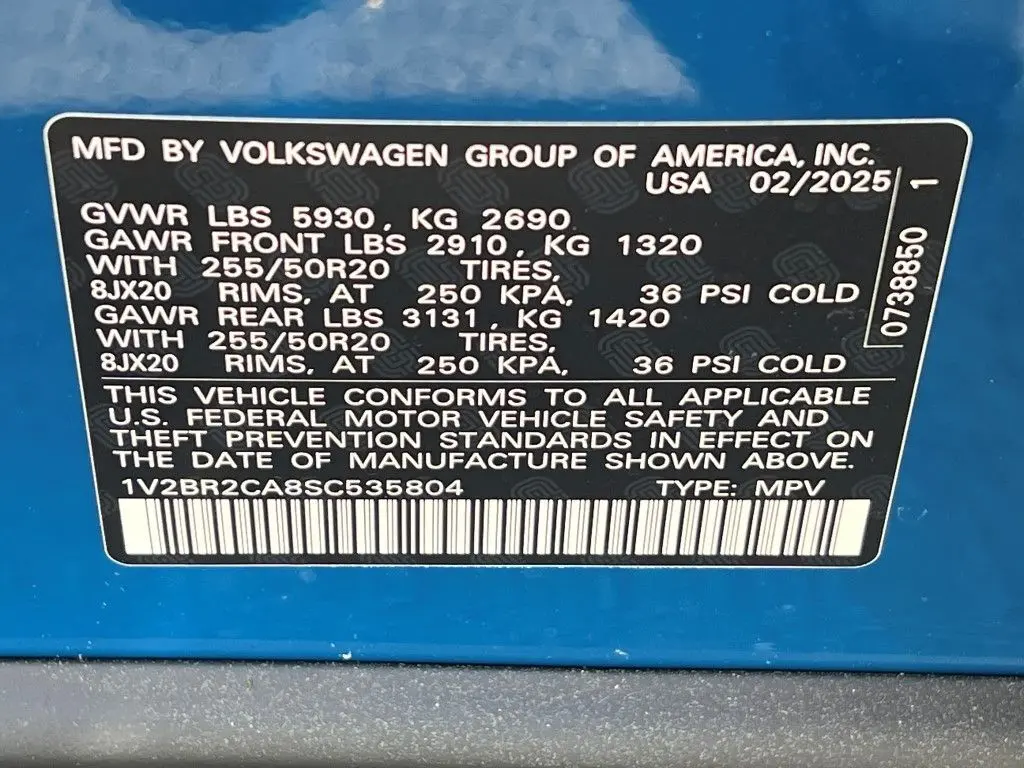 MFD BY VOLKSWAGEN GROUP OF AMERICA, INC.
USA 02/2025
GVWR LBS 5930, KG 2690
GAWR FRONT LBS 2910, KG 1320
WITH 255/50R20 TIRES,
8JX20 RIMS, AT 250 KPA, 36 PSI COLD
GAWR REAR LBS 3131, KG 1420
WITH 255/50R20 TIRES,
8JX20 RIMS, AT 250 KPA, 36 PSI COLD
THIS VEHICLE CONFORMS TO ALL APPLICABLE
U.S. FEDERAL MOTOR VEHICLE SAFETY AND
THEFT PREVENTION STANDARDS IN EFFECT ON
THE DATE OF MANUFACTURE SHOWN ABOVE.
1V2BR2CA8SC535804 TYPE: MPV
0738850 1